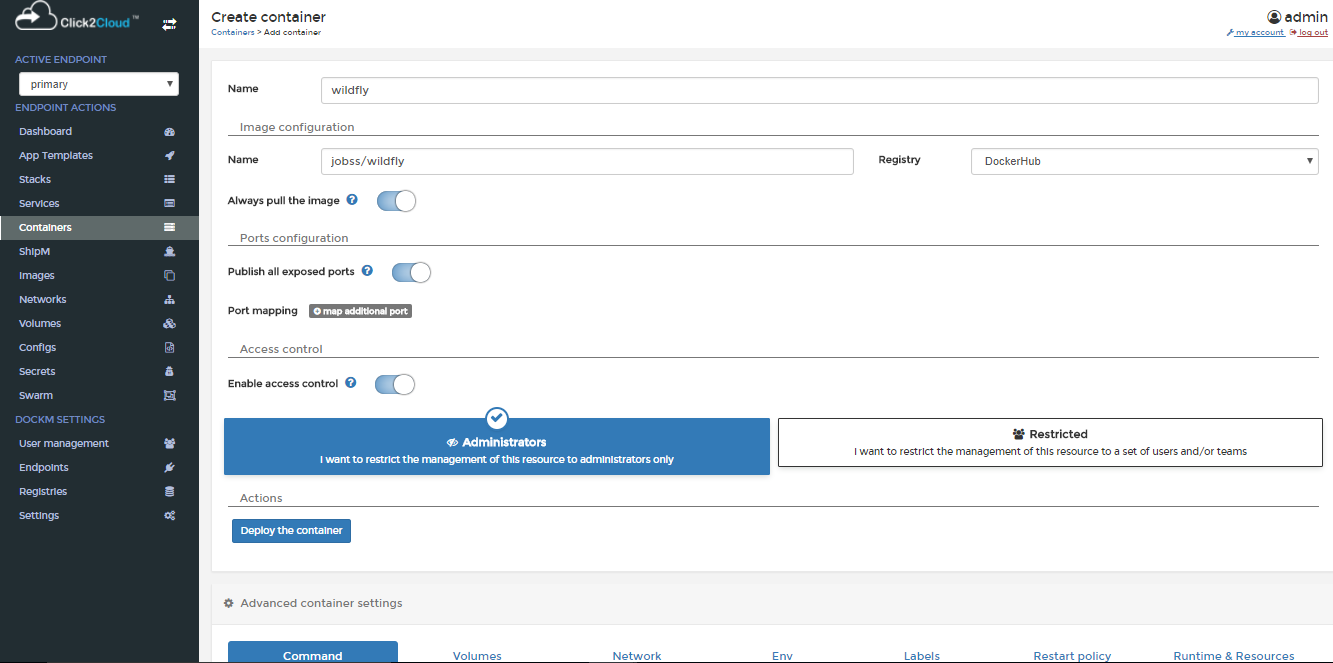 Click2Cloud™
ACTIVE ENDPOINT
primary
ENDPOINT ACTIONS
Dashboard
App Templates
Stacks
Services
Containers
ShipM
Images
Networks
Volumes
Configs
Secrets
Swarm
DOCKM SETTINGS
User management
Endpoints
Registries
Settings
Create container
Containers > Add container
admin
my account log out
Name wildfly
Image configuration
Name jobss/wildfly Registry DockerHub
Always pull the image
Ports configuration
Publish all exposed ports
Port mapping map additional port
Access control
Enable access control
Administrators
I want to restrict the management of this resource to administrators only
Restricted
I want to restrict the management of this resource to a set of users and/or teams
Actions
Deploy the container
Advanced container settings
Command Volumes Network Env Labels Restart policy Runtime & Resources